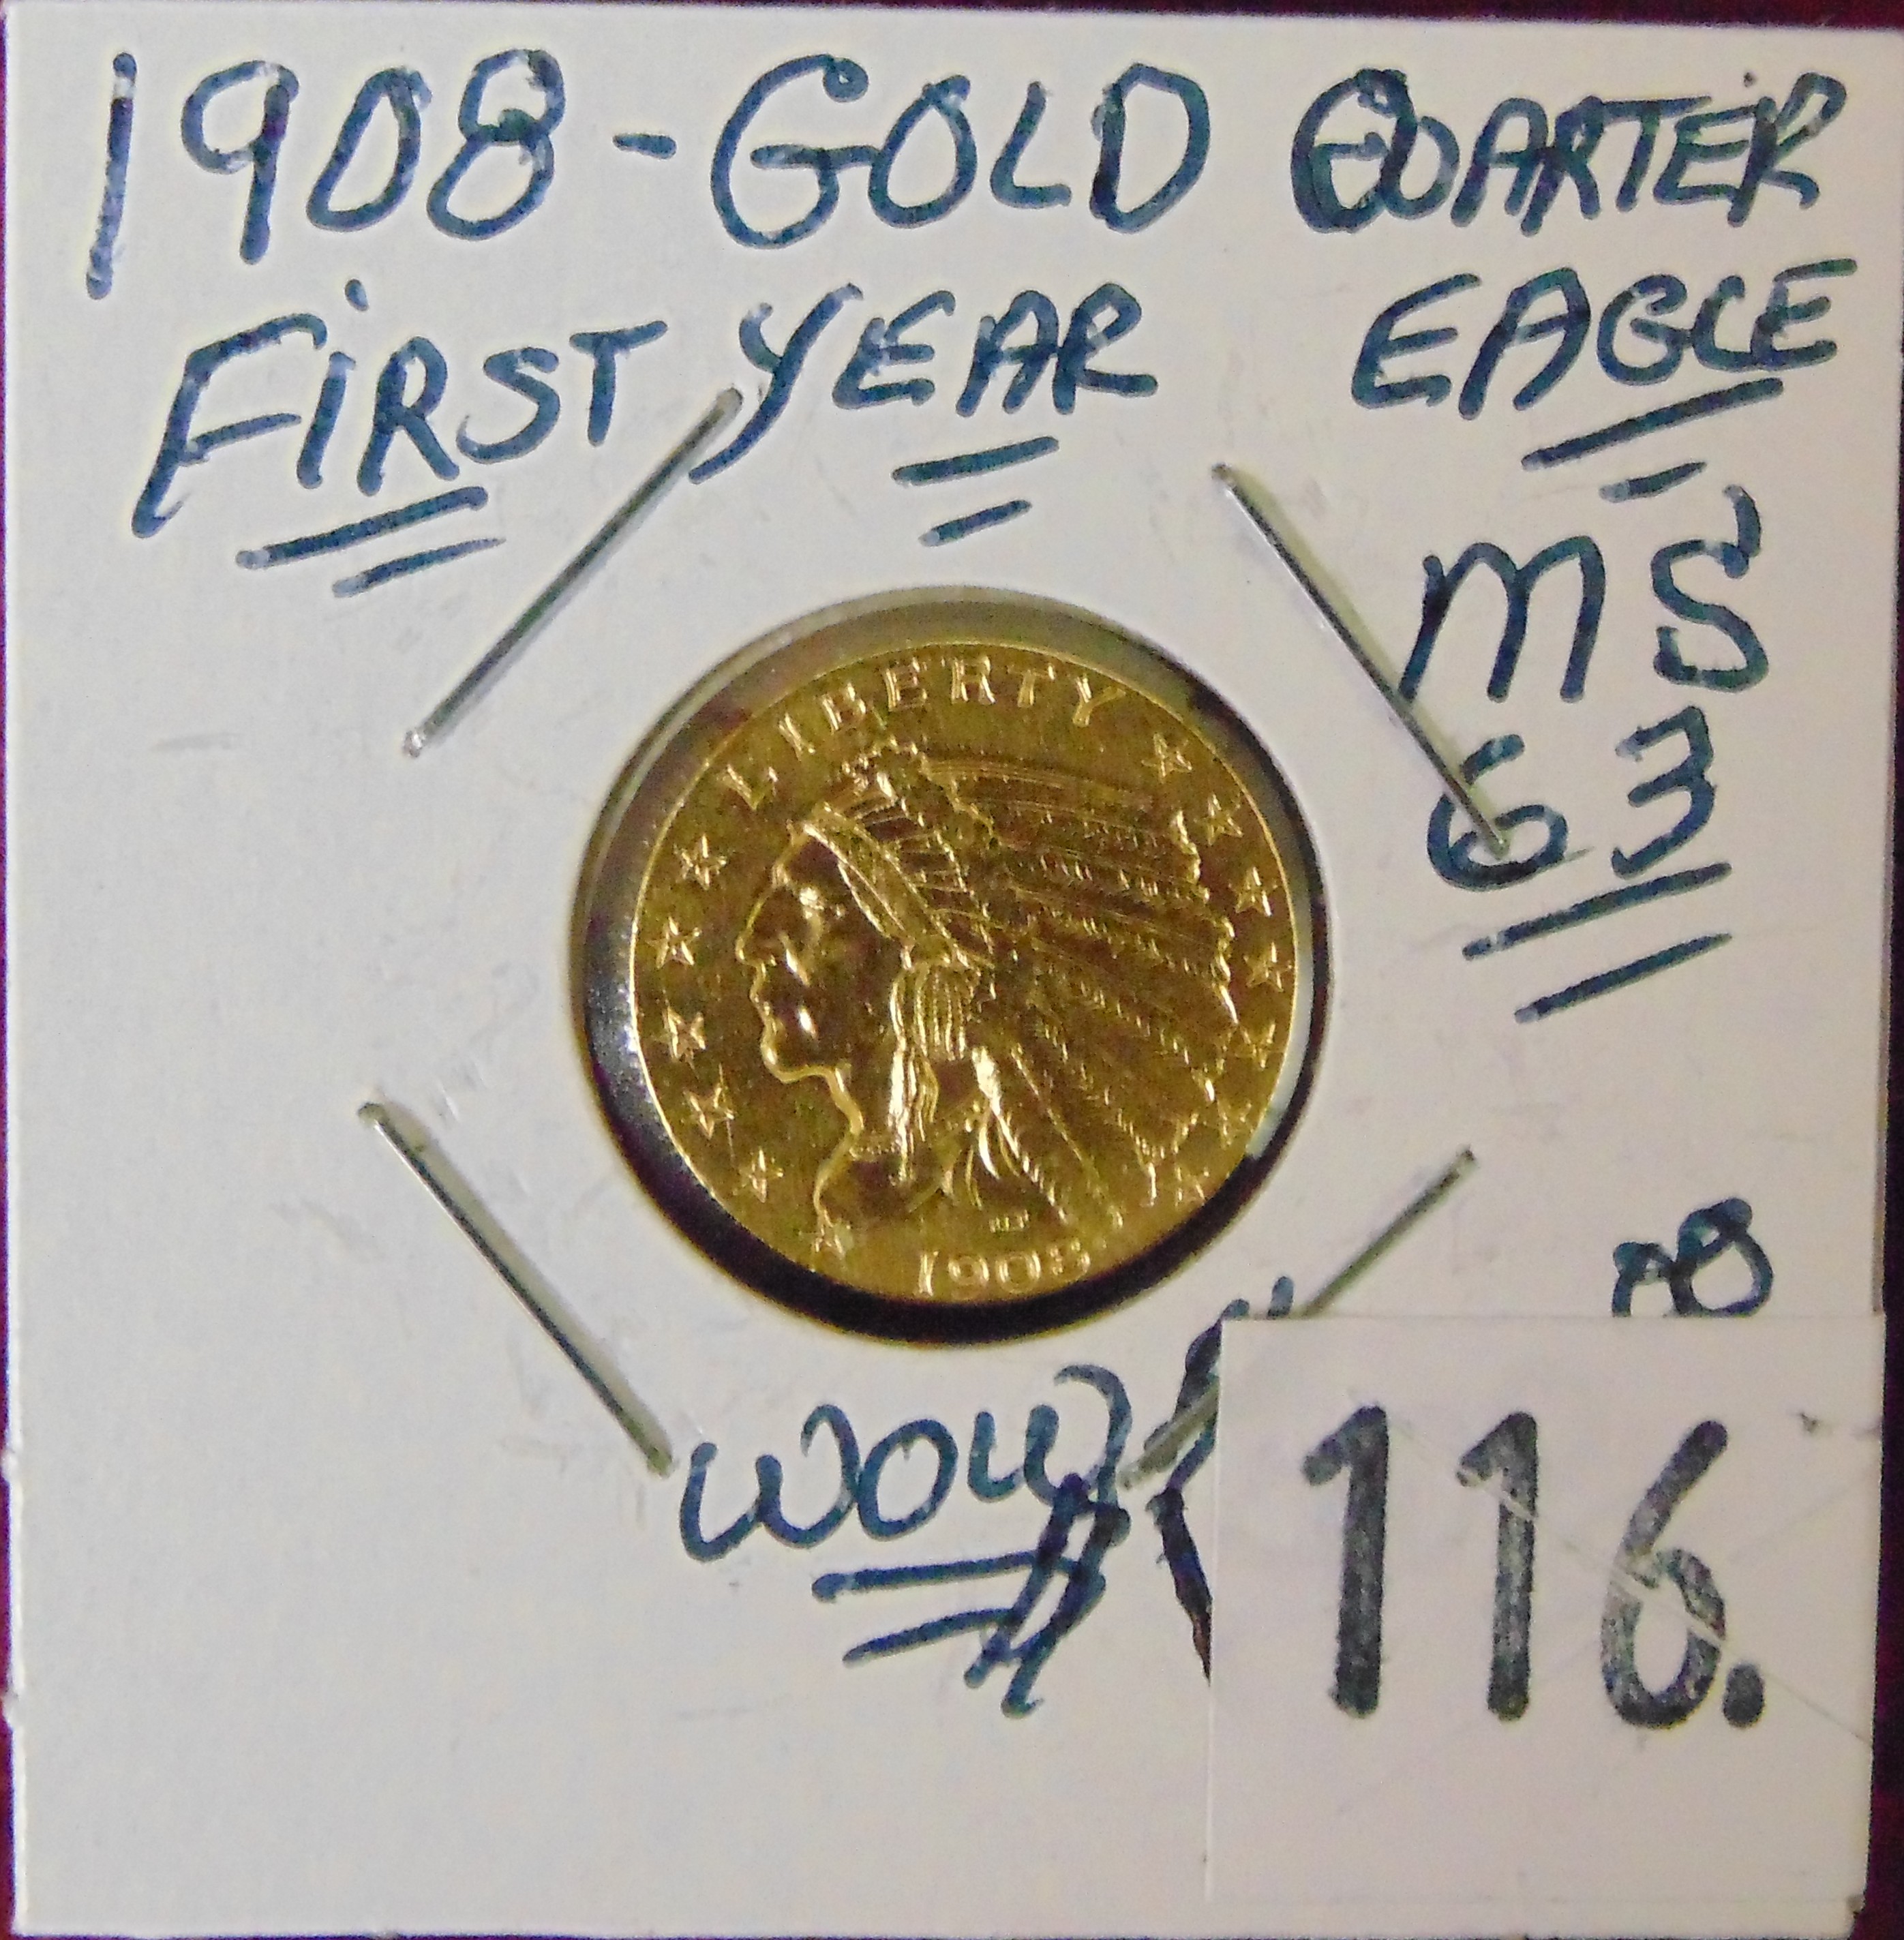 1908 - GOLD QUARTER
FIRST YEAR EAGLE
MS
63
LIBERTY
1908
WOW
116.